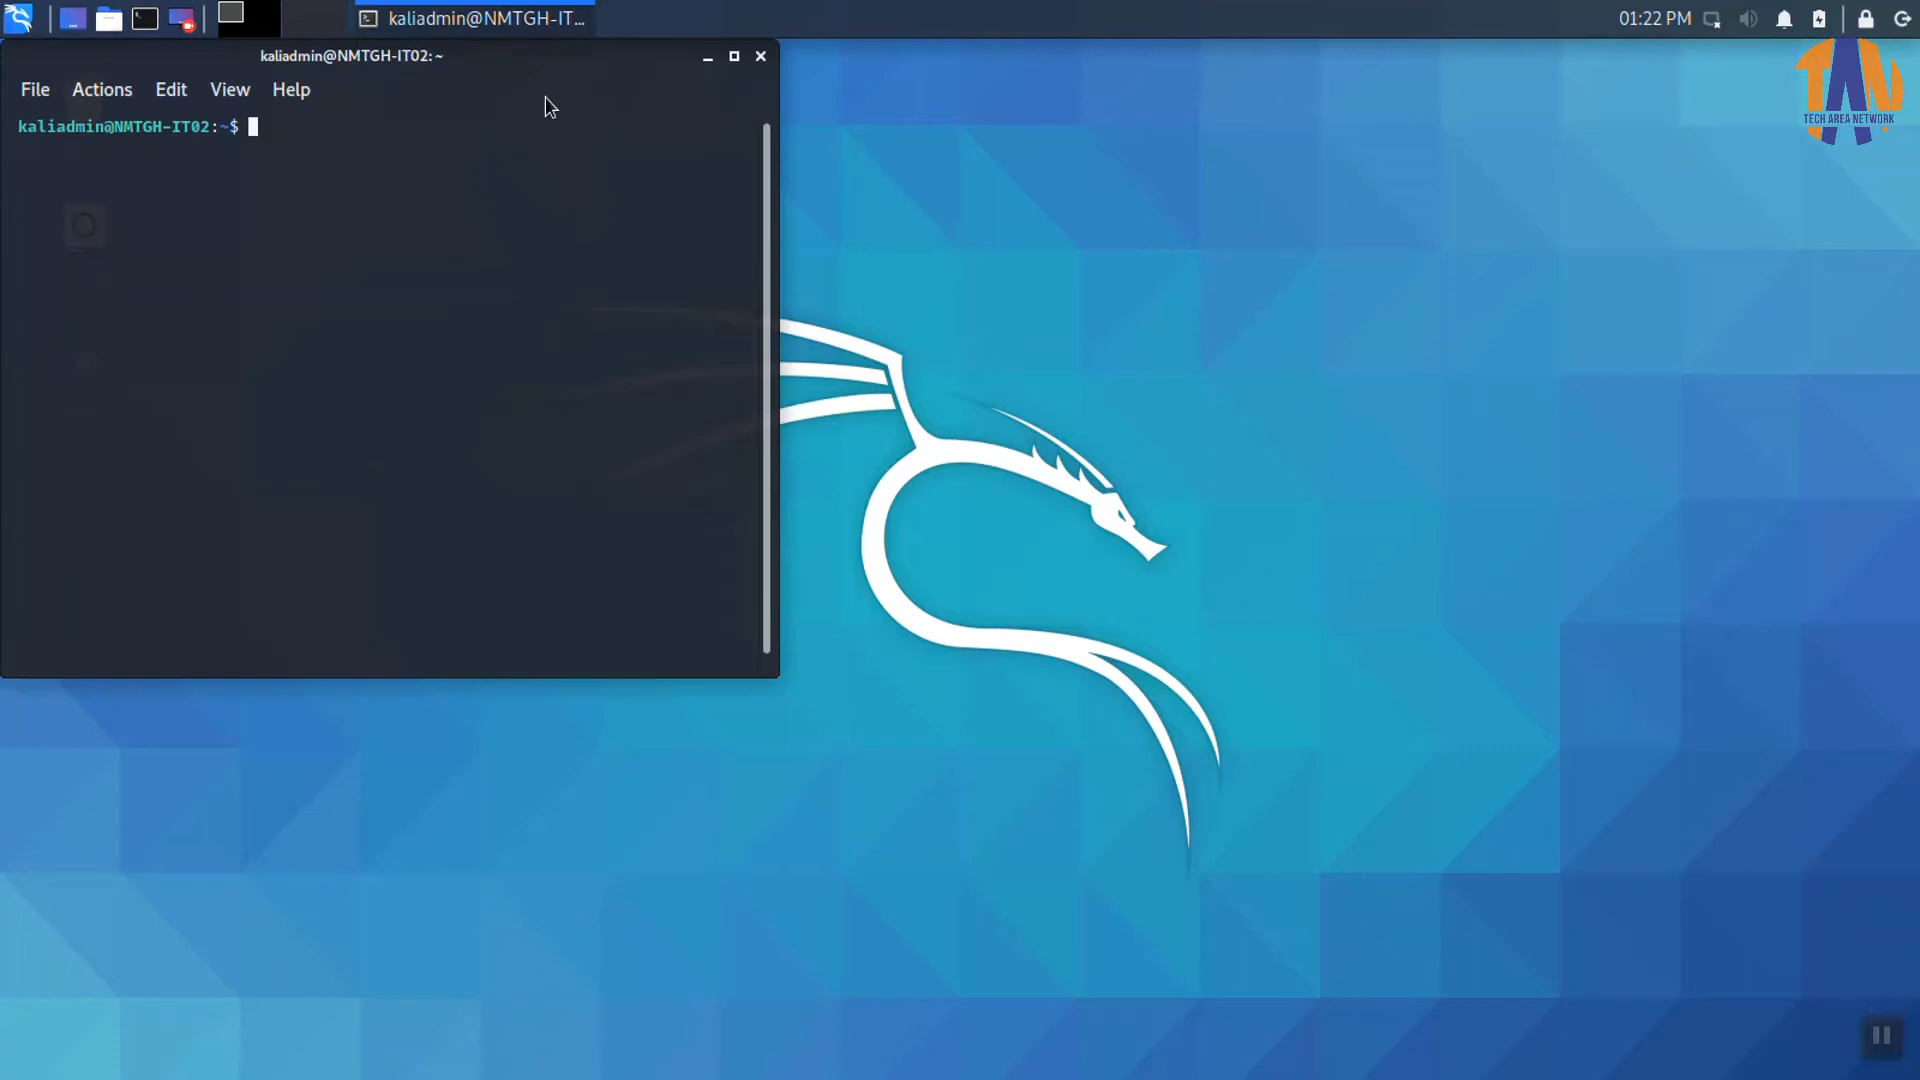 kaliadmin@NMTGH-IT...
01:22 PM
kaliadmin@NMTGH-IT02: ~
File Actions Edit View Help
kaliadmin@NMTGH-IT02:~$
TAN
TECH AREA NETWORK